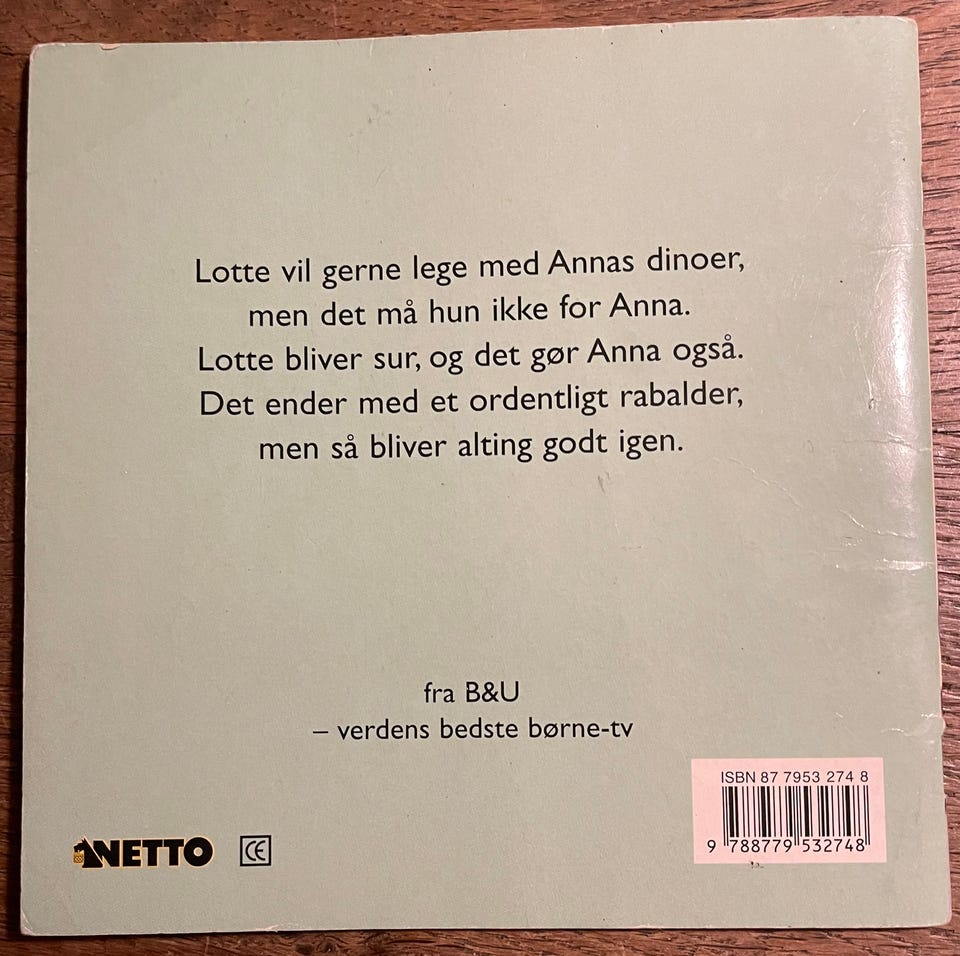 Lotte vil gerne lege med Annas dinoer,
men det må hun ikke for Anna.
Lotte bliver sur, og det gør Anna også.
Det ender med et ordentligt rabalder,
men så bliver alting godt igen.
fra B&U
– verdens bedste børne-tv
ISBN 87 7953 274 8
9 788779 532748
NETTO
CE